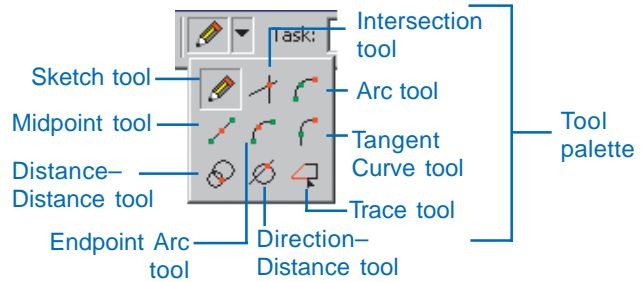 Intersection
tool
Task:
Sketch tool
Arc tool
Midpoint tool
Tool
palette
Tangent
Curve tool
Distance–
Distance tool
Trace tool
Endpoint Arc
tool
Direction–
Distance tool